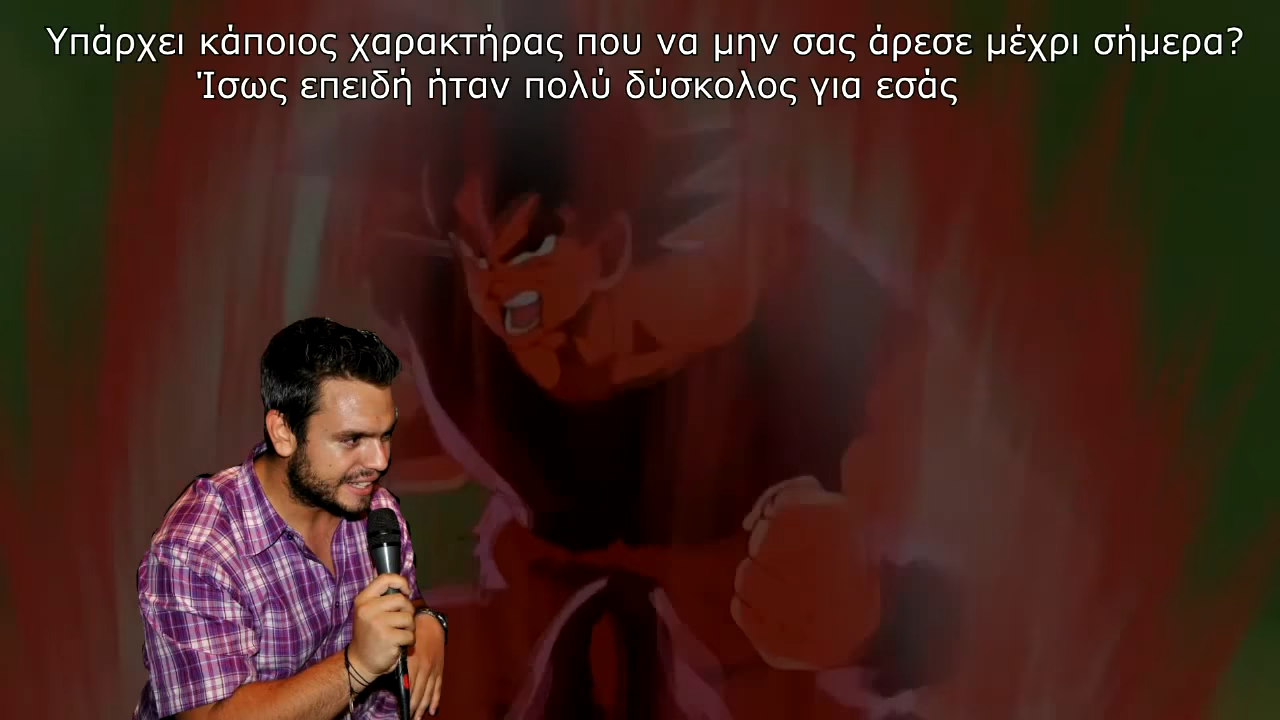 Υπάρχει κάποιος χαρακτήρας που να μην σας άρεσε μέχρι σήμερα?
Ίσως επειδή ήταν πολύ δύσκολος για εσάς